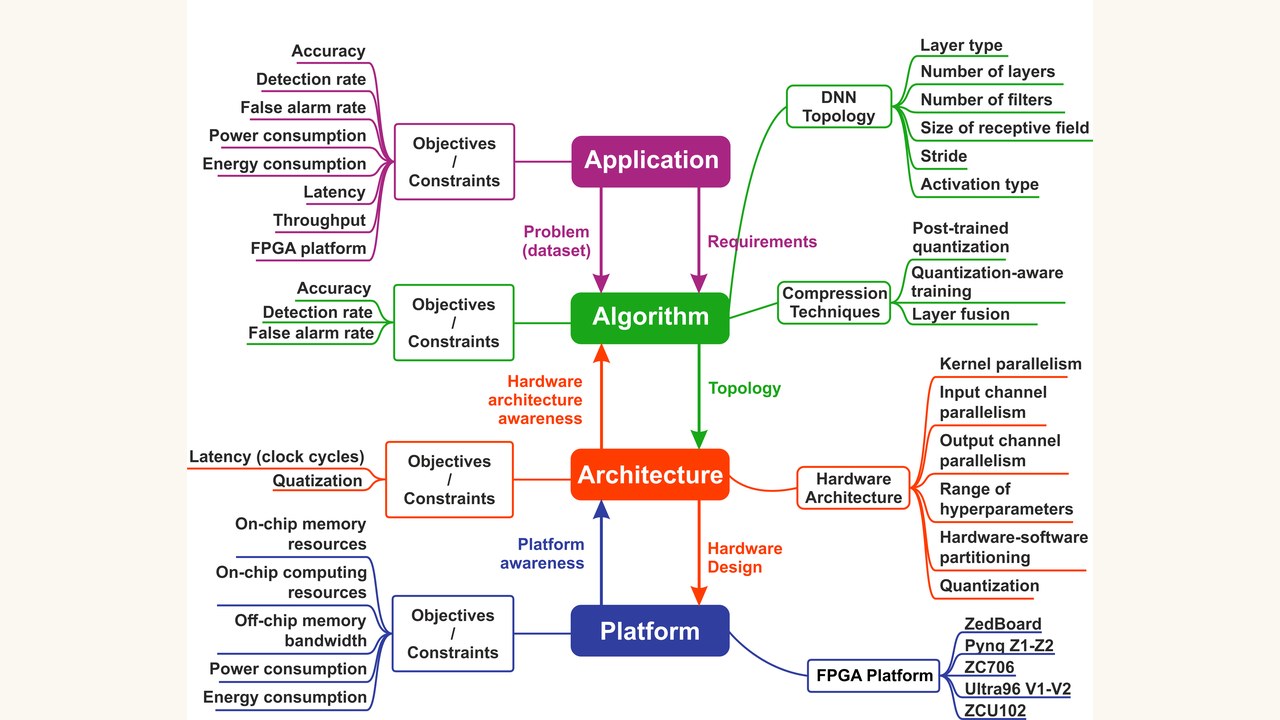 Accuracy
Detection rate
False alarm rate
Power consumption
Energy consumption
Latency
Throughput
FPGA platform
Objectives
/
Constraints
Application
Problem
(dataset)
Requirements
DNN
Topology
Layer type
Number of layers
Number of filters
Size of receptive field
Stride
Activation type
Accuracy
Detection rate
False alarm rate
Objectives
/
Constraints
Algorithm
Compression
Techniques
Post-trained
quantization
Quantization-aware
training
Layer fusion
Hardware
architecture
awareness
Topology
Latency (clock cycles)
Quatization
Objectives
/
Constraints
Architecture
Hardware
Architecture
Kernel parallelism
Input channel
parallelism
Output channel
parallelism
Range of
hyperparameters
Hardware-software
partitioning
Quantization
Platform
awareness
Hardware
Design
On-chip memory
resources
On-chip computing
resources
Off-chip memory
bandwidth
Power consumption
Energy consumption
Objectives
/
Constraints
Platform
FPGA Platform
ZedBoard
Pynq Z1-Z2
ZC706
Ultra96 V1-V2
ZCU102